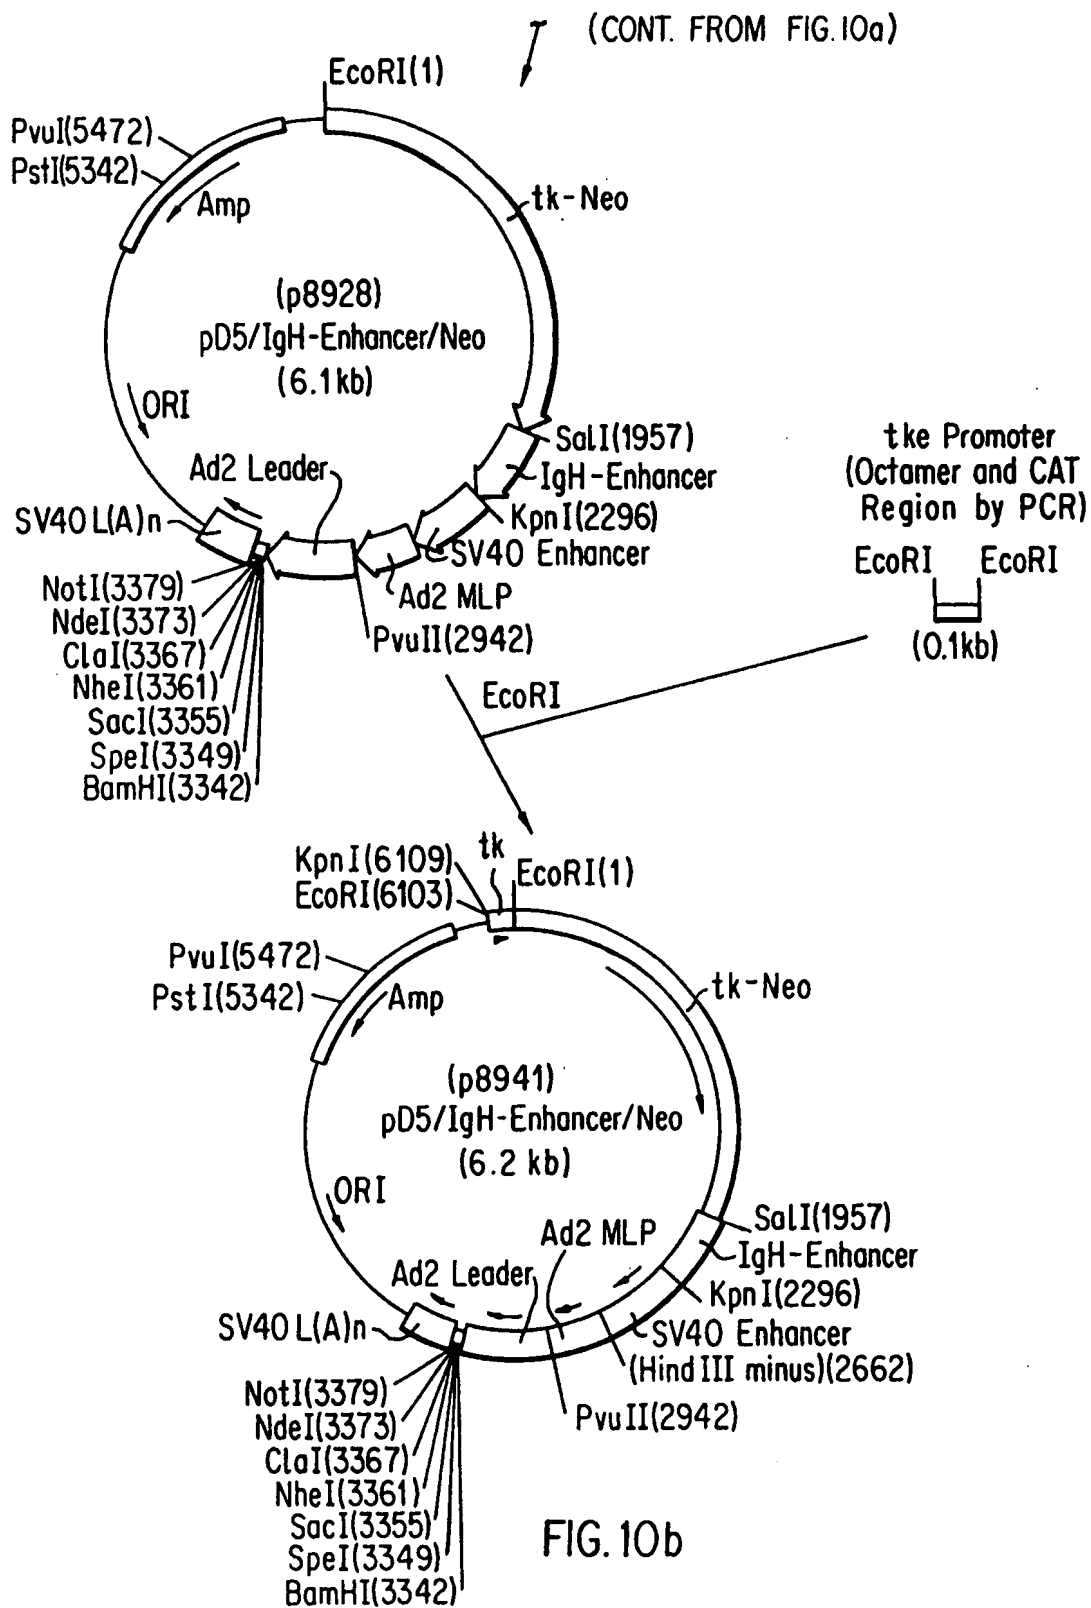 (CONT. FROM FIG. 10a)
EcoRI(1)
PvuI(5472)
PstI(5342)
Amp
tk-Neo
(p8928)
pD5/IgH-Enhancer/Neo
(6.1kb)
ORI
SalI(1957)
IgH-Enhancer
KpnI(2296)
SV40 Enhancer
Ad2 Leader
SV40 L(A)n
Ad2 MLP
PvuII(2942)
NotI(3379)
NdeI(3373)
ClaI(3367)
NheI(3361)
SacI(3355)
SpeI(3349)
BamHI(3342)
tke Promoter
(Octamer and CAT
Region by PCR)
EcoRI EcoRI
(0.1kb)
EcoRI
KpnI(6109)
tk
EcoRI(6103)
EcoRI(1)
PvuI(5472)
PstI(5342)
Amp
tk-Neo
(p8941)
pD5/IgH-Enhancer/Neo
(6.2 kb)
ORI
SalI(1957)
IgH-Enhancer
KpnI(2296)
SV40 Enhancer
(Hind III minus)(2662)
Ad2 MLP
Ad2 Leader
SV40 L(A)n
PvuII(2942)
NotI(3379)
NdeI(3373)
ClaI(3367)
NheI(3361)
SacI(3355)
SpeI(3349)
BamHI(3342)
FIG. 10b